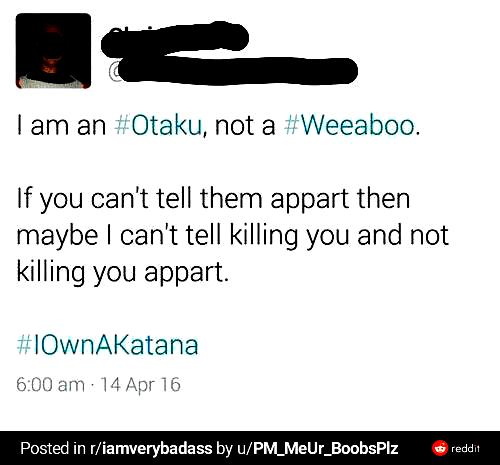 I am an #Otaku, not a #Weeaboo.
If you can't tell them appart then
maybe I can't tell killing you and not
killing you appart.
#IOwnAKatana
6:00 am · 14 Apr 16
Posted in r/iamverybadass by u/PM_MeUr_BoobsPlz reddit